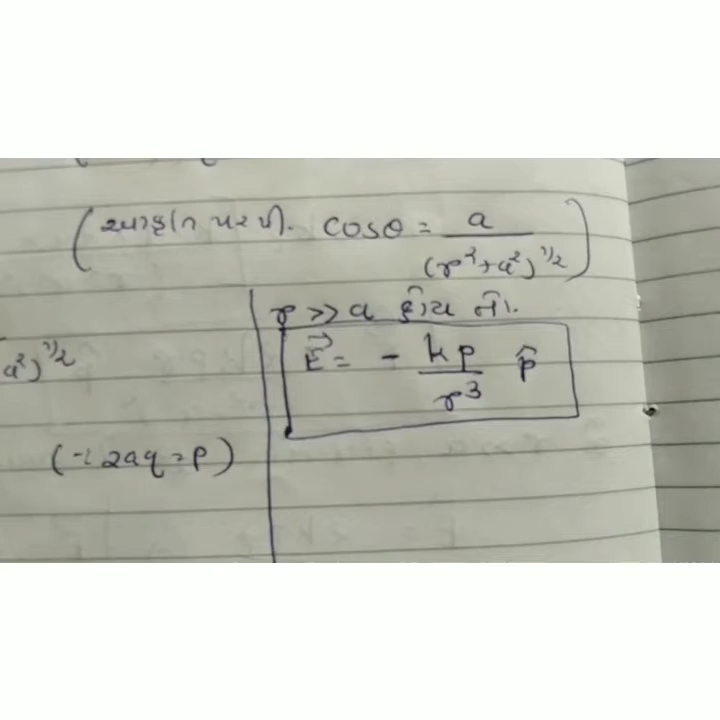 (આકૃતિ પરથી. cosθ = a / (r² + a²)^1/2)
r >> a હોય તો.
a²)^1/2
E⃗ = - kp / r³ p̂
(∵ 2aq = p)